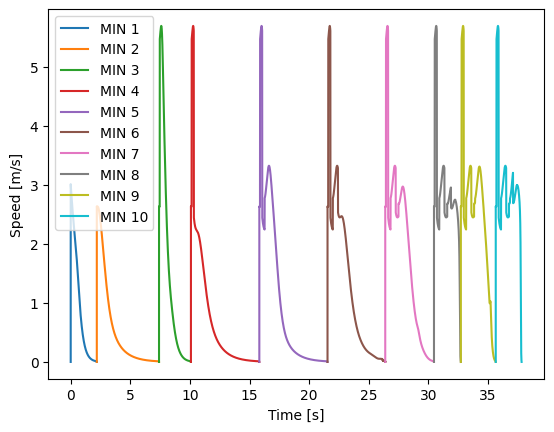 MIN 1
MIN 2
MIN 3
MIN 4
MIN 5
MIN 6
MIN 7
MIN 8
MIN 9
MIN 10
Speed [m/s]
5
4
3
2
1
0
0 5 10 15 20 25 30 35
Time [s]